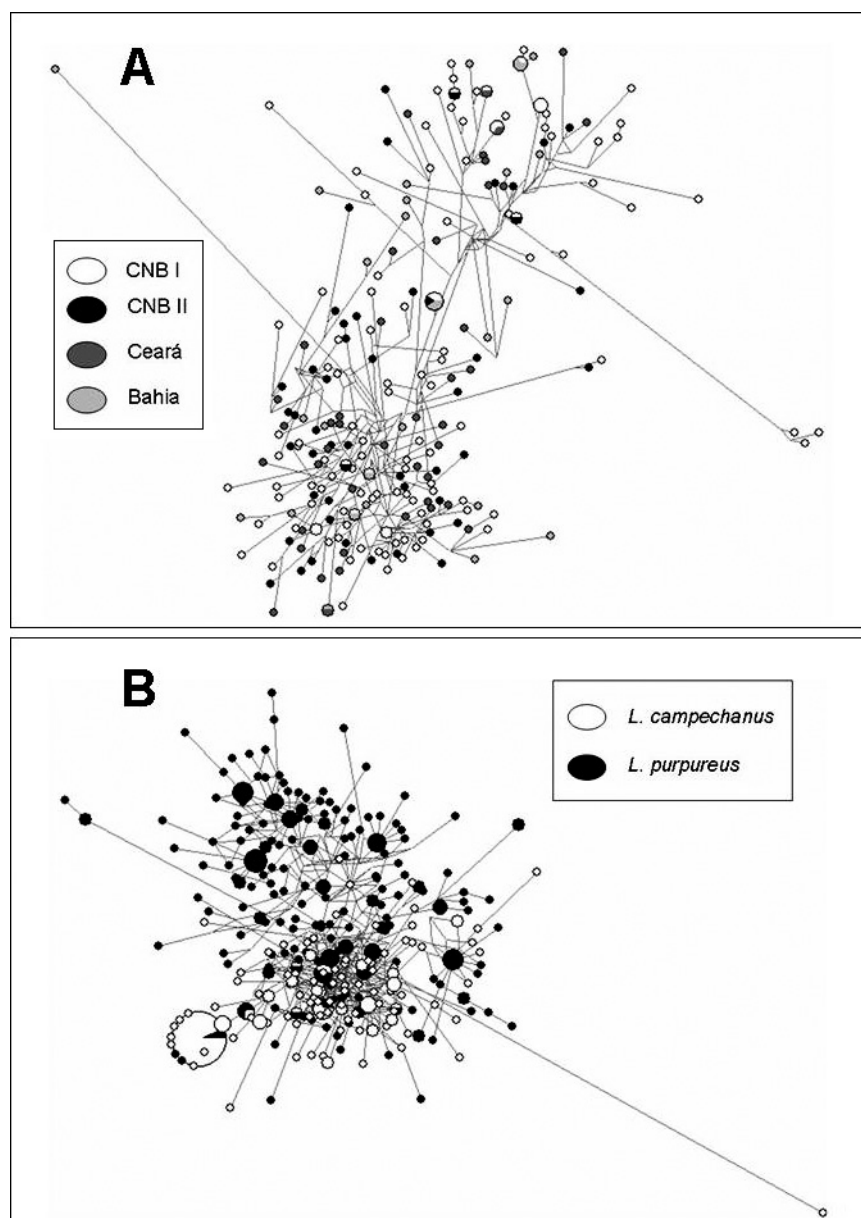 A
CNB I
CNB II
Ceará
Bahia
B
L. campechanus
L. purpureus